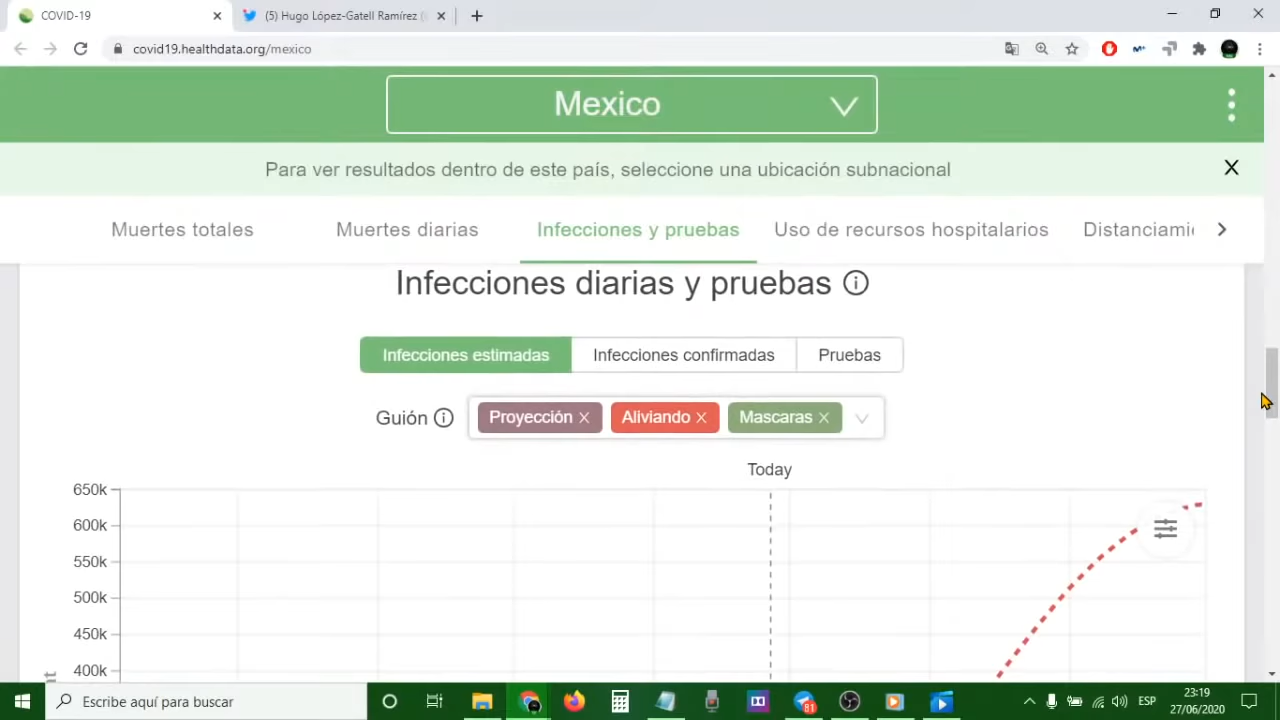 COVID-19
(5) Hugo López-Gatell Ramírez (
covid19.healthdata.org/mexico
Mexico
Para ver resultados dentro de este país, seleccione una ubicación subnacional
Muertes totales Muertes diarias Infecciones y pruebas Uso de recursos hospitalarios Distanciami
Infecciones diarias y pruebas
Infecciones estimadas Infecciones confirmadas Pruebas
Guión Proyección Aliviando Mascaras
Today
650k
600k
550k
500k
450k
400k
Escribe aquí para buscar
ESP
23:19
27/06/2020